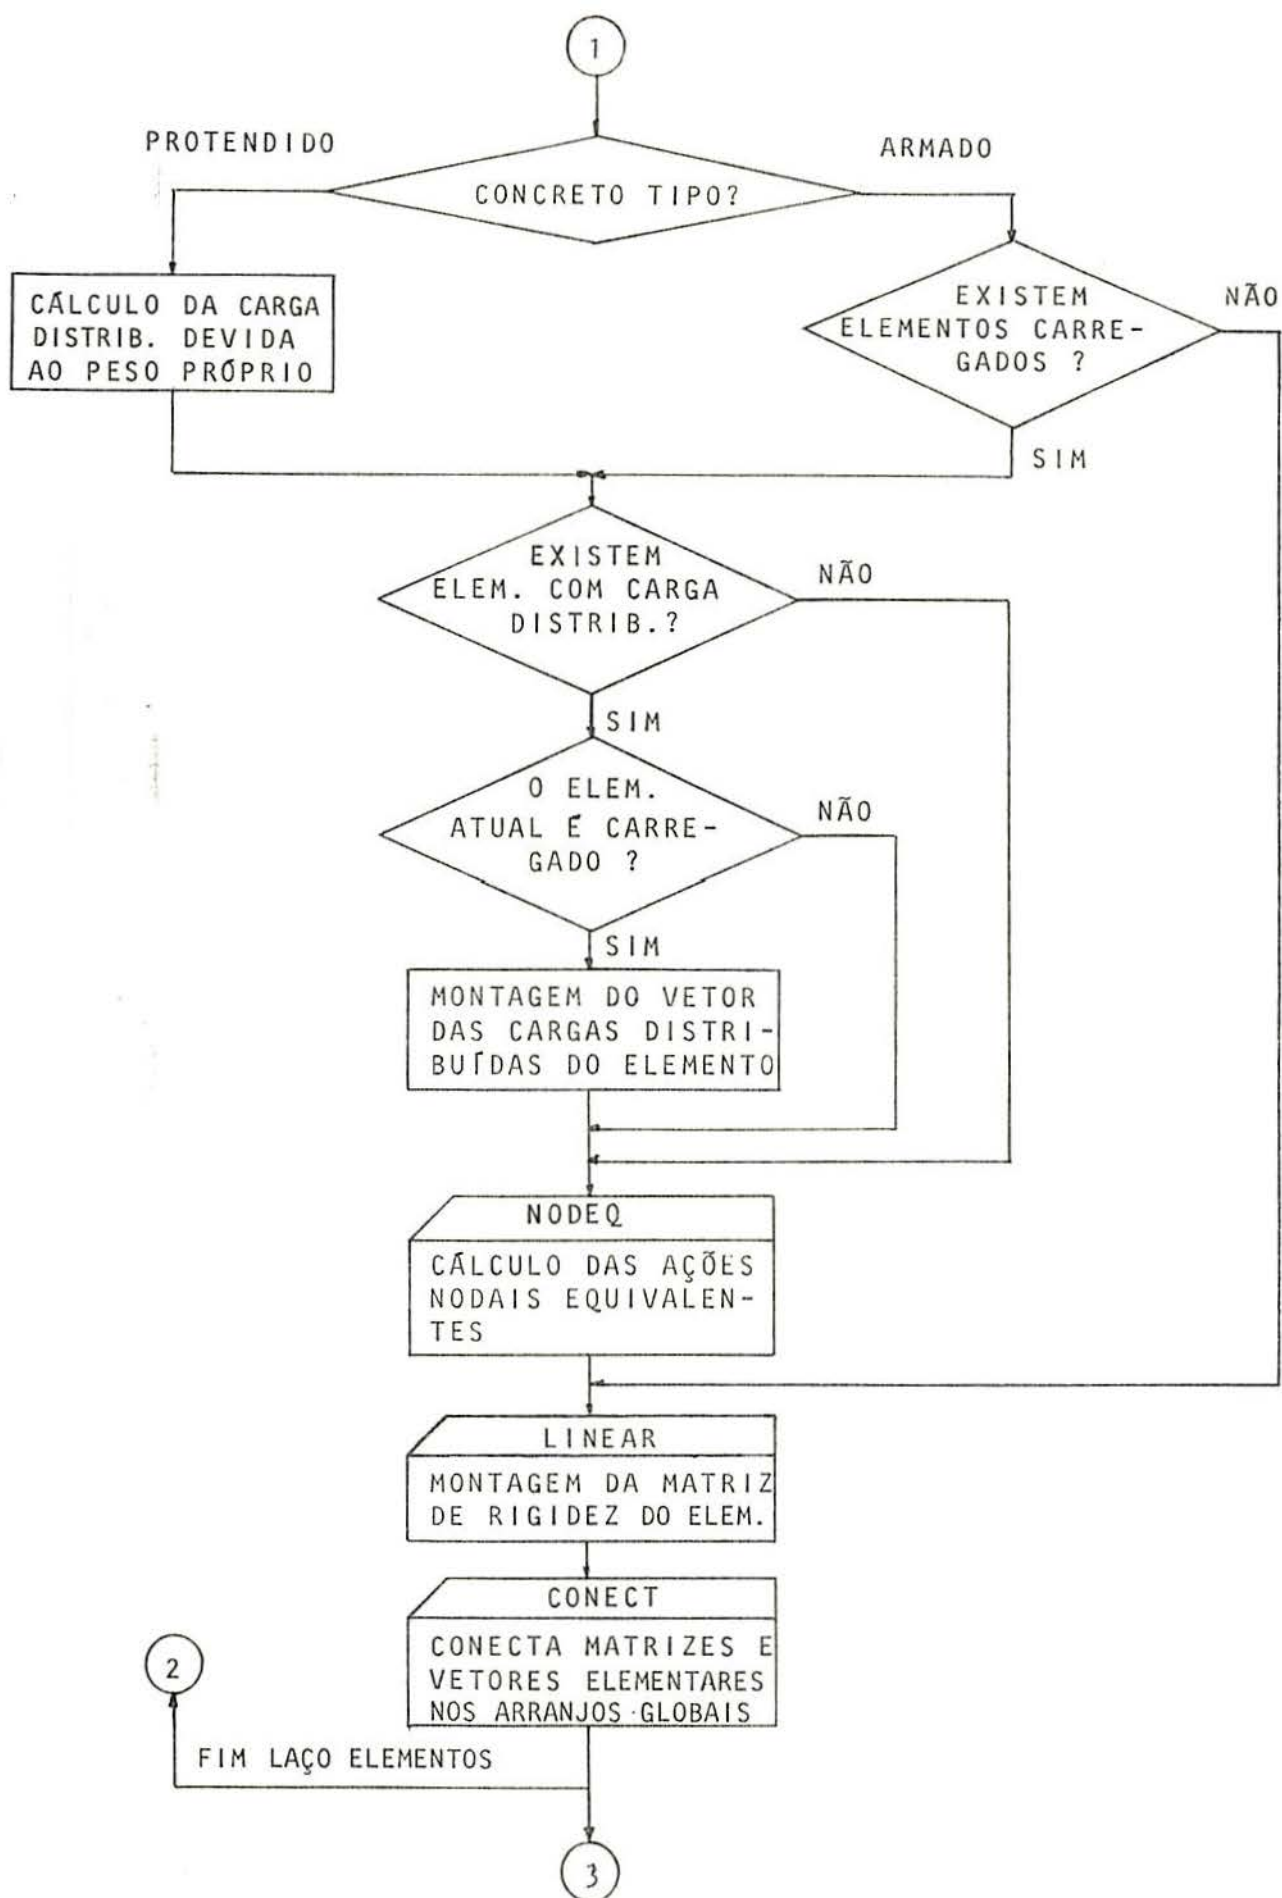 1
PROTENDIDO
ARMADO
CONCRETO TIPO?
CÁLCULO DA CARGA
DISTRIB. DEVIDA
AO PESO PRÓPRIO
EXISTEM
ELEMENTOS CARRE-
GADOS ?
NÃO
SIM
EXISTEM
ELEM. COM CARGA
DISTRIB.?
NÃO
SIM
O ELEM.
ATUAL É CARRE-
GADO ?
NÃO
SIM
MONTAGEM DO VETOR
DAS CARGAS DISTRI-
BUÍDAS DO ELEMENTO
NODEQ
CÁLCULO DAS AÇÕES
NODAIS EQUIVALEN-
TES
LINEAR
MONTAGEM DA MATRIZ
DE RIGIDEZ DO ELEM.
CONECT
CONECTA MATRIZES E
VETORES ELEMENTARES
NOS ARRANJOS GLOBAIS
2
FIM LAÇO ELEMENTOS
3